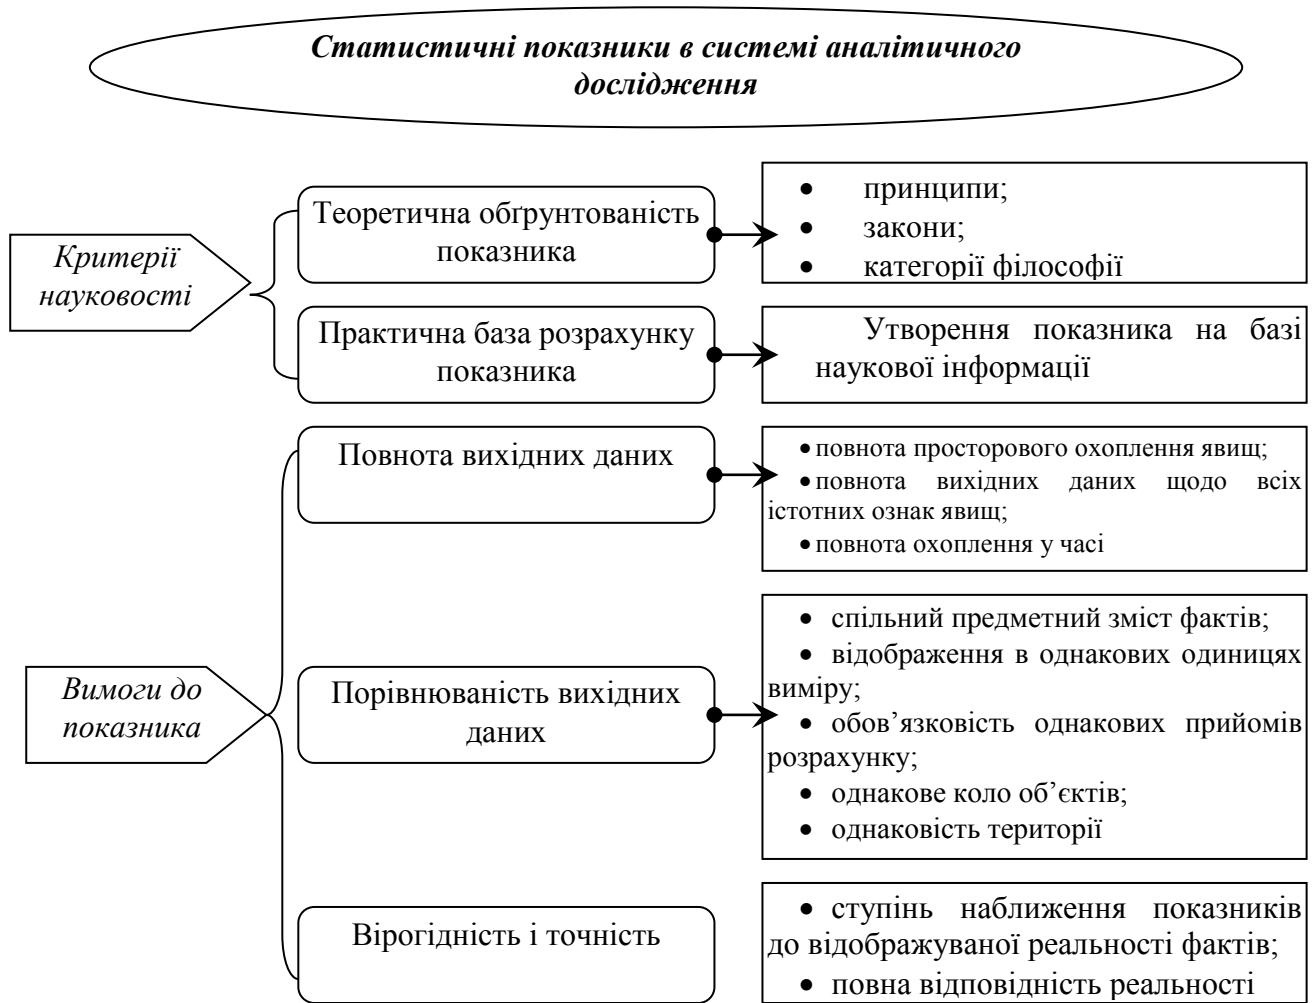 Статистичні показники в системі аналітичного
дослідження
Критерії
науковості
Теоретична обґрунтованість
показника
• принципи;
• закони;
• категорії філософії
Практична база розрахунку
показника
Утворення показника на базі
наукової інформації
Вимоги до
показника
Повнота вихідних даних
• повнота просторового охоплення явищ;
• повнота вихідних даних щодо всіх
істотних ознак явищ;
• повнота охоплення у часі
Порівнюваність вихідних
даних
• спільний предметний зміст фактів;
• відображення в однакових одиницях
виміру;
• обов’язковість однакових прийомів
розрахунку;
• однакове коло об’єктів;
• однаковість території
Вірогідність і точність
• ступінь наближення показників
до відображуваної реальності фактів;
• повна відповідність реальності